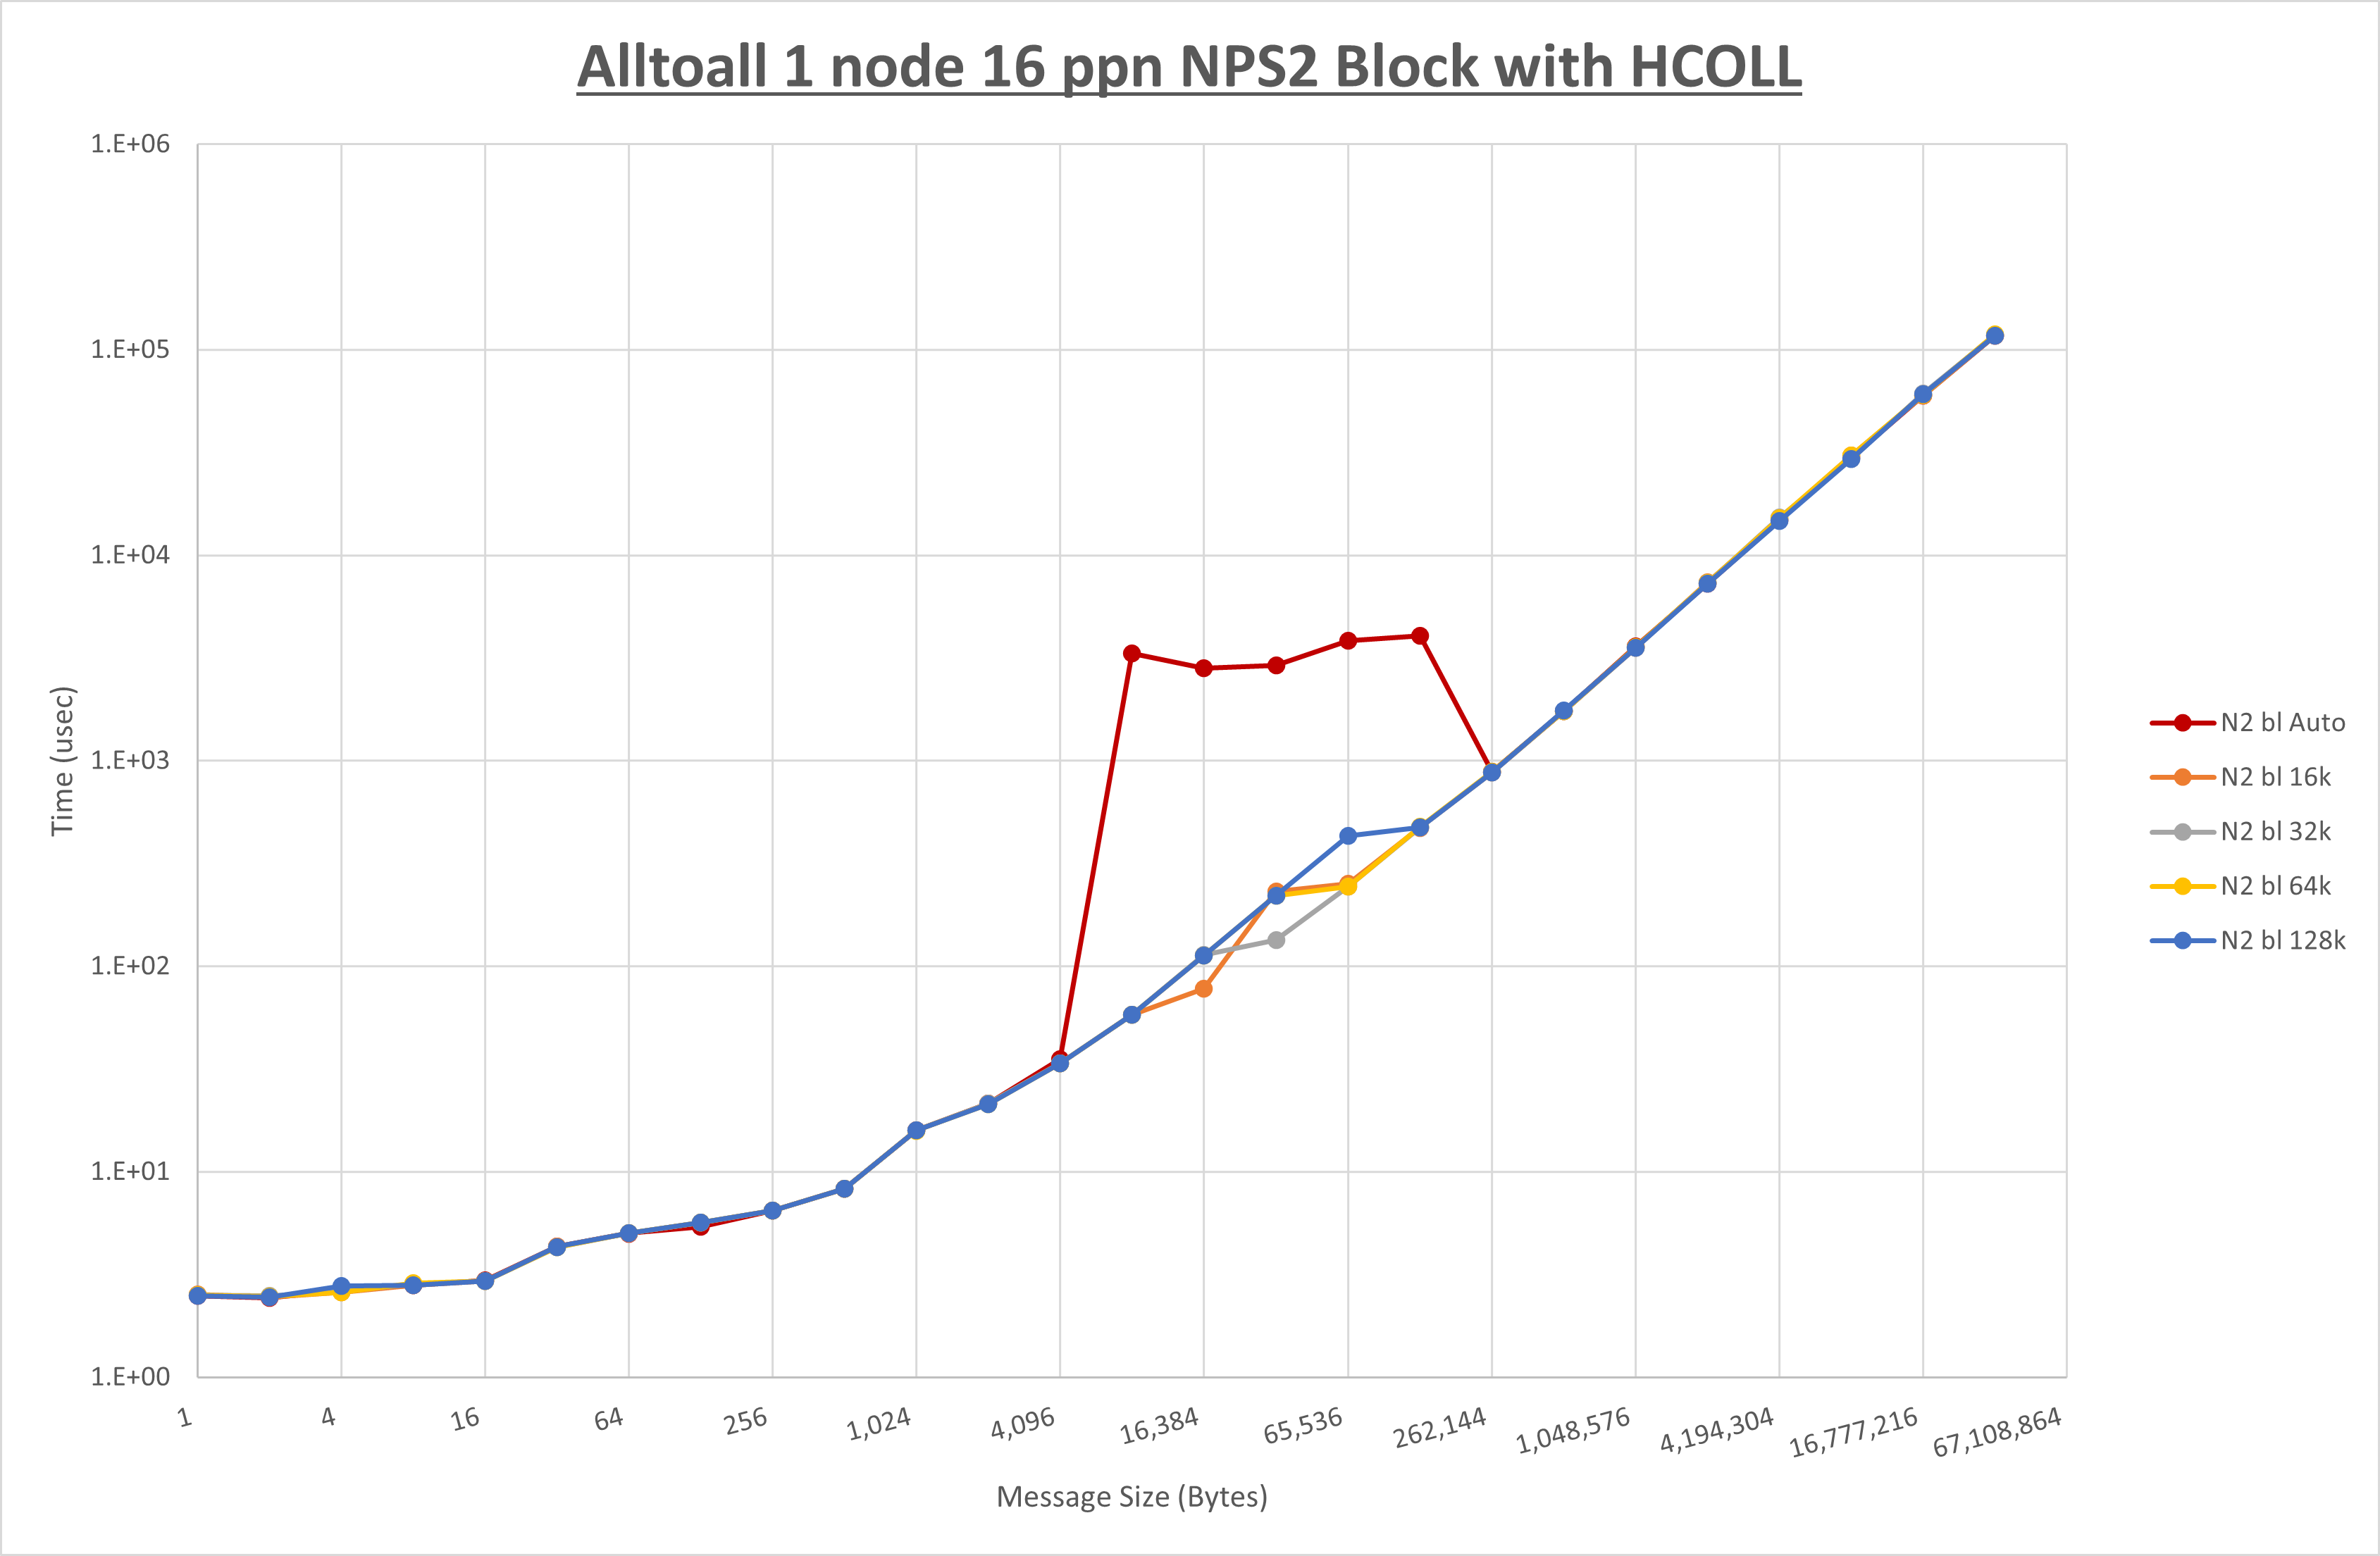 Alltoall 1 node 16 ppn NPS2 Block with HCOLL
1.E+06
1.E+05
1.E+04
1.E+03
1.E+02
1.E+01
1.E+00
Time (usec)
1 4 16 64 256 1,024 4,096 16,384 65,536 262,144 1,048,576 4,194,304 16,777,216 67,108,864
Message Size (Bytes)
N2 bl Auto
N2 bl 16k
N2 bl 32k
N2 bl 64k
N2 bl 128k